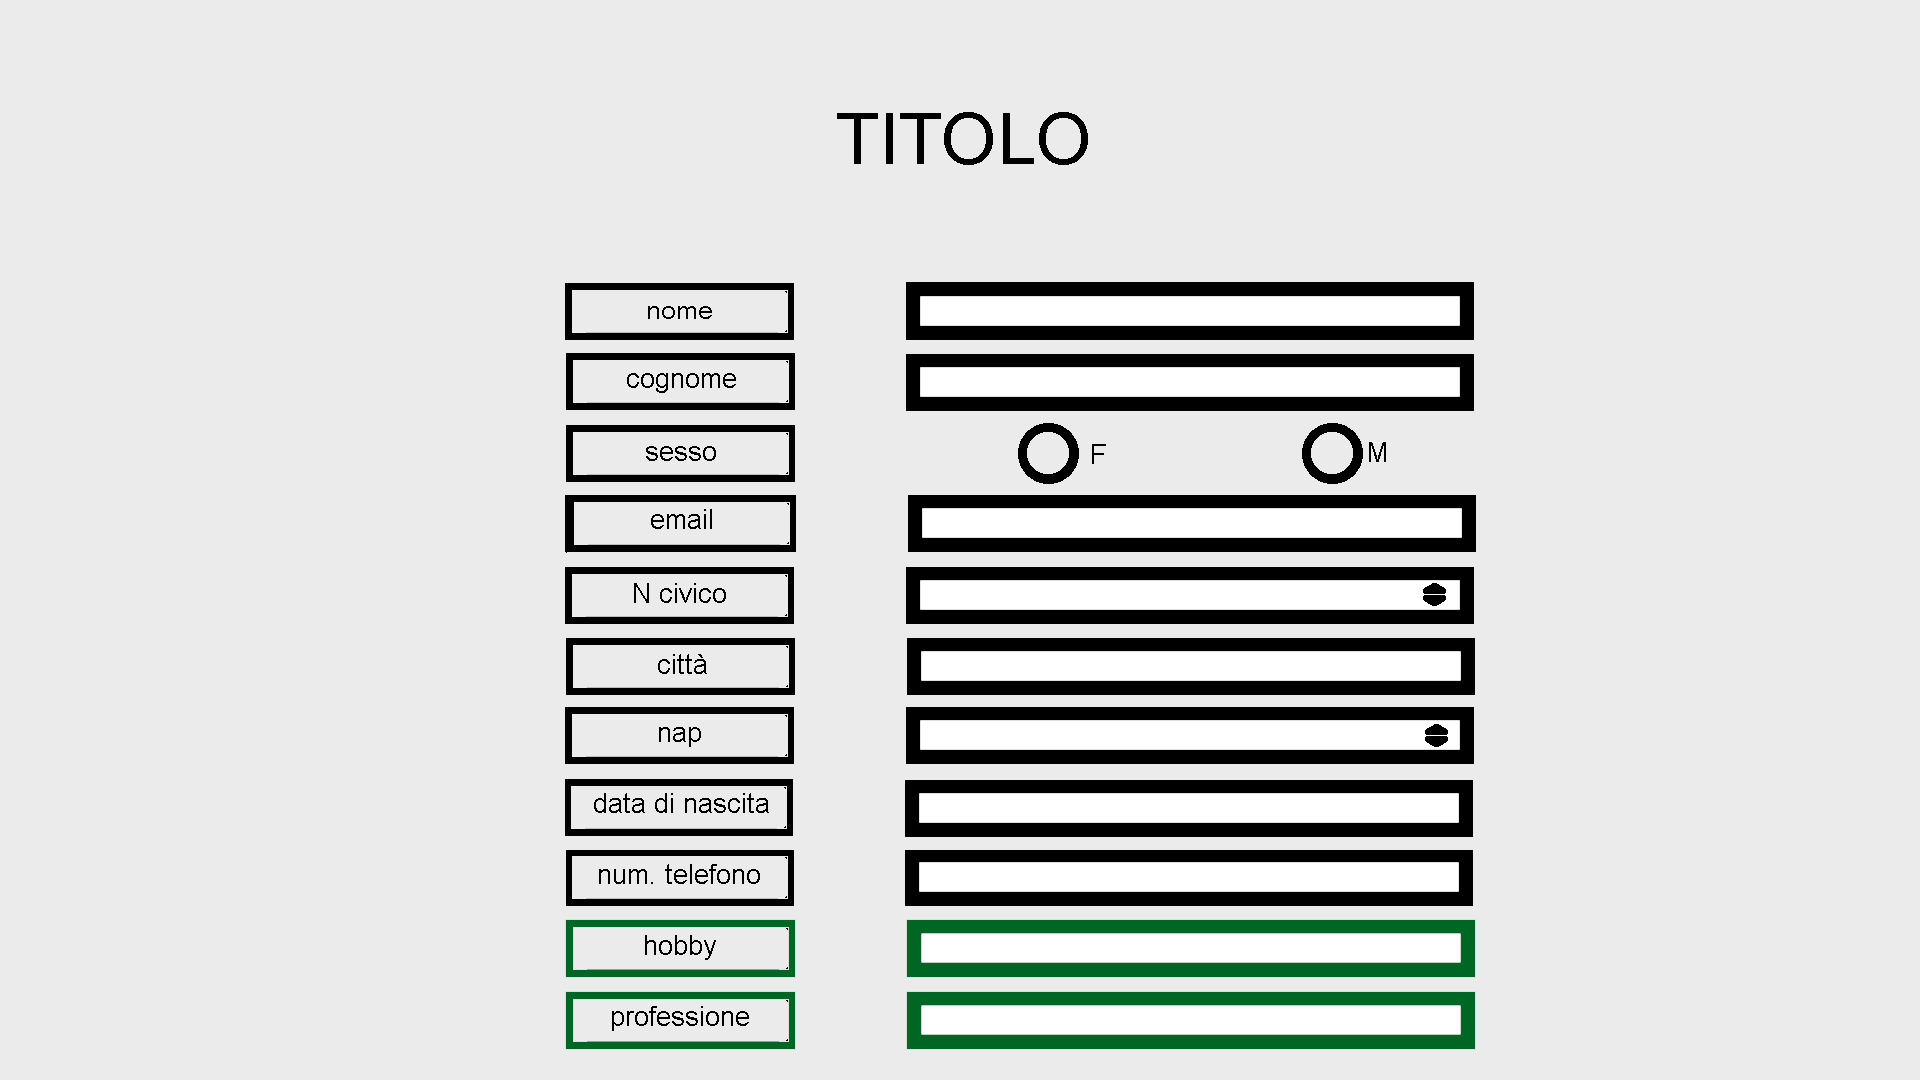 TITOLO
nome
cognome
sesso
F
M
email
N civico
città
nap
data di nascita
num. telefono
hobby
professione